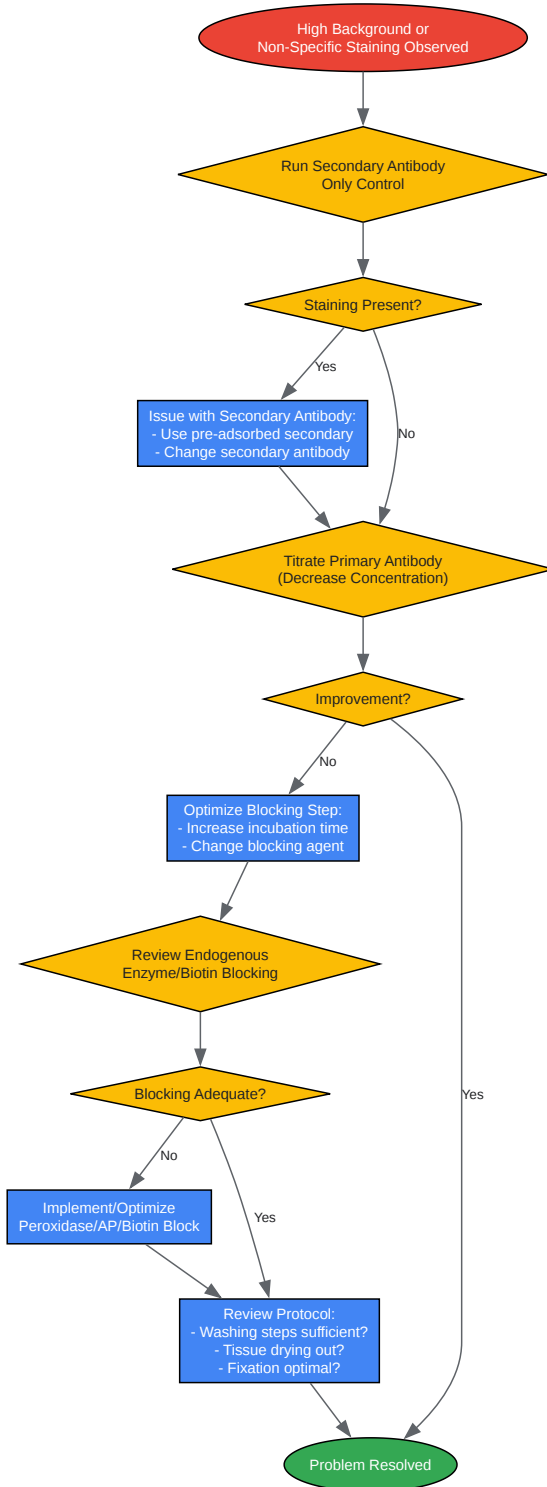 High Background or
Non-Specific Staining Observed
Run Secondary Antibody
Only Control
Staining Present?
Yes
Issue with Secondary Antibody:
- Use pre-adsorbed secondary
- Change secondary antibody
No
Titrate Primary Antibody
(Decrease Concentration)
Improvement?
No
Optimize Blocking Step:
- Increase incubation time
- Change blocking agent
Review Endogenous
Enzyme/Biotin Blocking
Blocking Adequate?
Yes
No
Implement/Optimize
Peroxidase/AP/Biotin Block
Yes
Review Protocol:
- Washing steps sufficient?
- Tissue drying out?
- Fixation optimal?
Problem Resolved